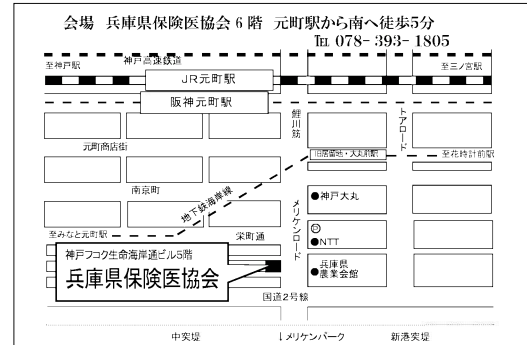 会場 兵庫県保険医協会6階 元町駅から南へ徒歩5分
℡ 078-393-1805
至神戸駅
神戸高速鉄道
至三ノ宮駅
JR元町駅
阪神元町駅
鯉川筋
トアロード
元町商店街
旧居留地・大丸前駅
至花時計前駅
南京町
地下鉄海岸線
●神戸大丸
メリケンロード
至みなと元町駅
栄町通
●NTT
神戸フコク生命海岸通ビル5階
兵庫県保険医協会
●兵庫県
農業会館
国道2号線
中突堤
↓メリケンパーク
新港突堤